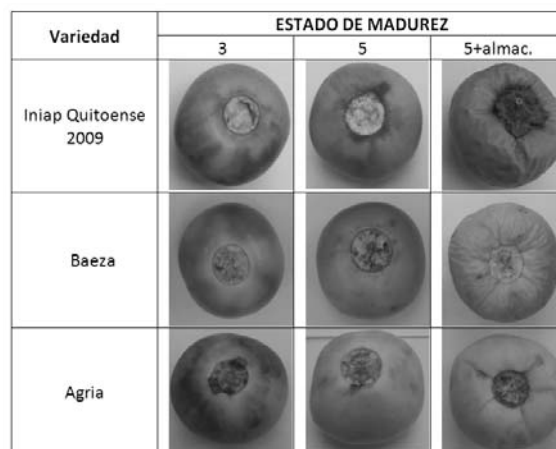 Variedad
ESTADO DE MADUREZ
3 5 5+almac.
Iniap Quitoense
2009
Baeza
Agria